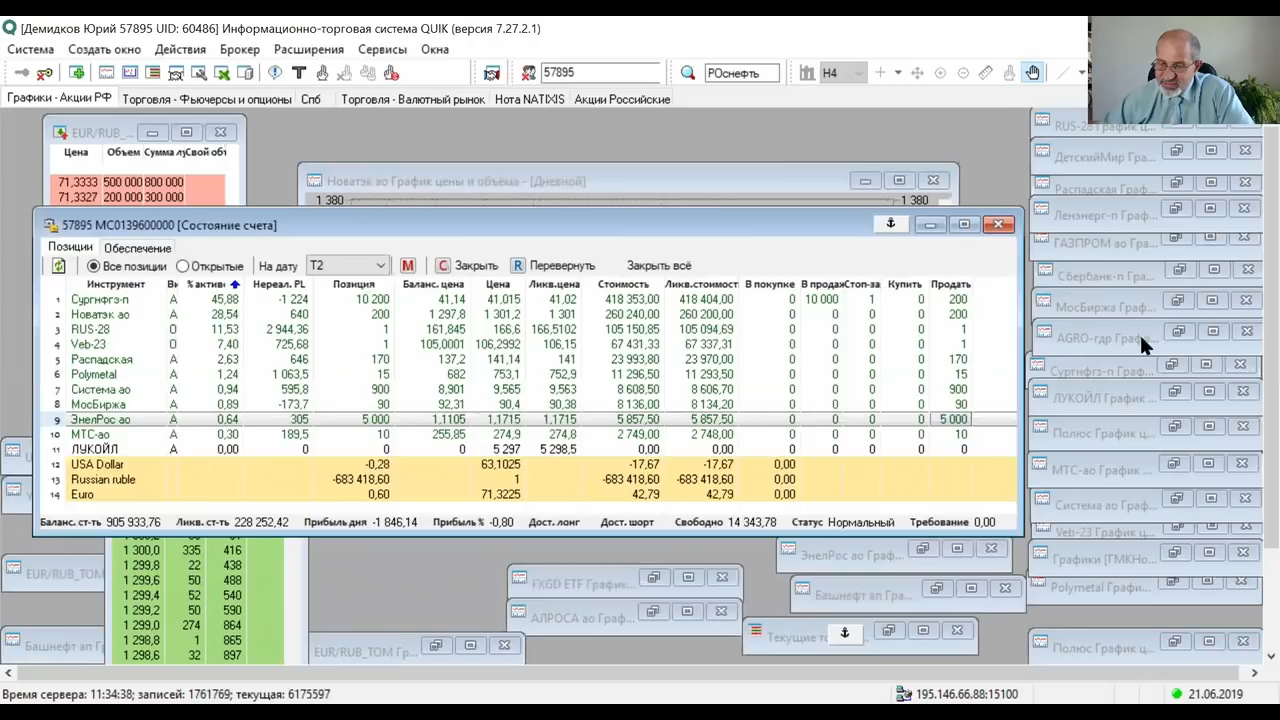 [Демидков Юрий 57895 UID: 60486] Информационно-торговая система QUIK (версия 7.27.2.1)
Система Создать окно Действия Брокер Расширения Сервисы Окна
57895 РОснефть H4
Графики - Акции РФ Торговля - Фьючерсы и опционы Спб Торговля - Валютный рынок Нота NATIXIS Акции Российские
EUR/RUB_...
Цена Объем Сумма лу Свой объ
71,3333 500 000 800 000
71,3327 200 000 300 000
Новатэк ао График цены и объёма - [Дневной]
1 380 1 380
RUS-28 График ц...
ДетскийМир Гра...
Распадская Граф...
Ленэнерг-п Граф...
ГАЗПРОМ ао Гра...
Сбербанк-п Гра...
МосБиржа Граф...
AGRO-гдр Граф...
Сургнфгз-п Граф...
ЛУКОЙЛ График ...
Полюс График ц...
МТС-ао График ...
Система ао Граф...
Veb-23 График ц...
Графики [ГМКНо...
Polymetal График...
Полюс График ц...
57895 MC0139600000 [Состояние счета]
Позиции Обеспечение
Все позиции Открытые На дату T2 M C Закрыть R Перевернуть Закрыть всё
Инструмент Ви % активо Нереал. PL Позиция Баланс. цена Цена Ликв.цена Стоимость Ликв.стоимост В покупке В продаж Стоп-за Купить Продать
1 Сургнфгз-п А 45,88 -1 224 10 200 41,14 41,015 41,02 418 353,00 418 404,00 0 10 000 1 0 200
2 Новатэк ао А 28,54 640 200 1 297,8 1 301,2 1 301 260 240,00 260 200,00 0 0 0 0 200
3 RUS-28 О 11,53 2 944,36 1 161,845 166,6 166,5102 105 150,85 105 094,69 0 0 0 0 1
4 Veb-23 О 7,40 725,68 1 105,0001 106,2992 106,15 67 431,33 67 337,31 0 0 0 0 1
5 Распадская А 2,63 646 170 137,2 141,14 141 23 993,80 23 970,00 0 0 0 0 170
6 Polymetal А 1,24 1 063,5 15 682 753,1 752,9 11 296,50 11 293,50 0 0 0 0 15
7 Система ао А 0,94 595,8 900 8,901 9,565 9,563 8 608,50 8 606,70 0 0 0 0 900
8 МосБиржа А 0,89 -173,7 90 92,31 90,4 90,38 8 136,00 8 134,20 0 0 0 0 90
9 ЭнелРос ао А 0,64 305 5 000 1,1105 1,1715 1,1715 5 857,50 5 857,50 0 0 0 0 5 000
10 МТС-ао А 0,30 189,5 10 255,85 274,9 274,8 2 749,00 2 748,00 0 0 0 0 10
11 ЛУКОЙЛ А 0,00 0 0 0 5 297 5 298,5 0,00 0,00 0 0 0 0 0
12 USA Dollar -0,28 63,1025 -17,67 -17,67 0,00
13 Russian ruble -683 418,60 1 -683 418,60 -683 418,60 0,00
14 Euro 0,60 71,3225 42,79 42,79 0,00
Баланс. ст-ть 905 933,76 Ликв. ст-ть 228 252,42 Прибыль дня -1 846,14 Прибыль % -0,80 Дост. лонг Дост. шорт Свободно 14 343,78 Статус Нормальный Требование 0,00
1 300,0 335 416
1 299,8 22 438
1 299,6 50 488
1 299,4 52 540
1 299,2 50 590
1 299,0 274 864
1 298,8 1 865
1 298,6 32 897
EUR/RUB_TOM
Башнефт ап Г
EUR/RUB_TOM Гр...
FXGD ETF График...
АЛРОСА ао Граф...
ЭнелРос ао Граф...
Башнефт ап Граф...
Текущие то
Время сервера: 11:34:38; записей: 1761769; текущая: 6175597 195.146.66.88:15100 21.06.2019